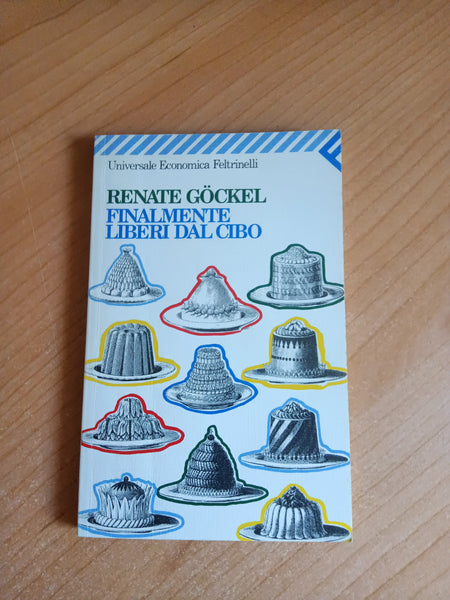 Universale Economica Feltrinelli
RENATE GÖCKEL
FINALMENTE
LIBERI DAL CIBO